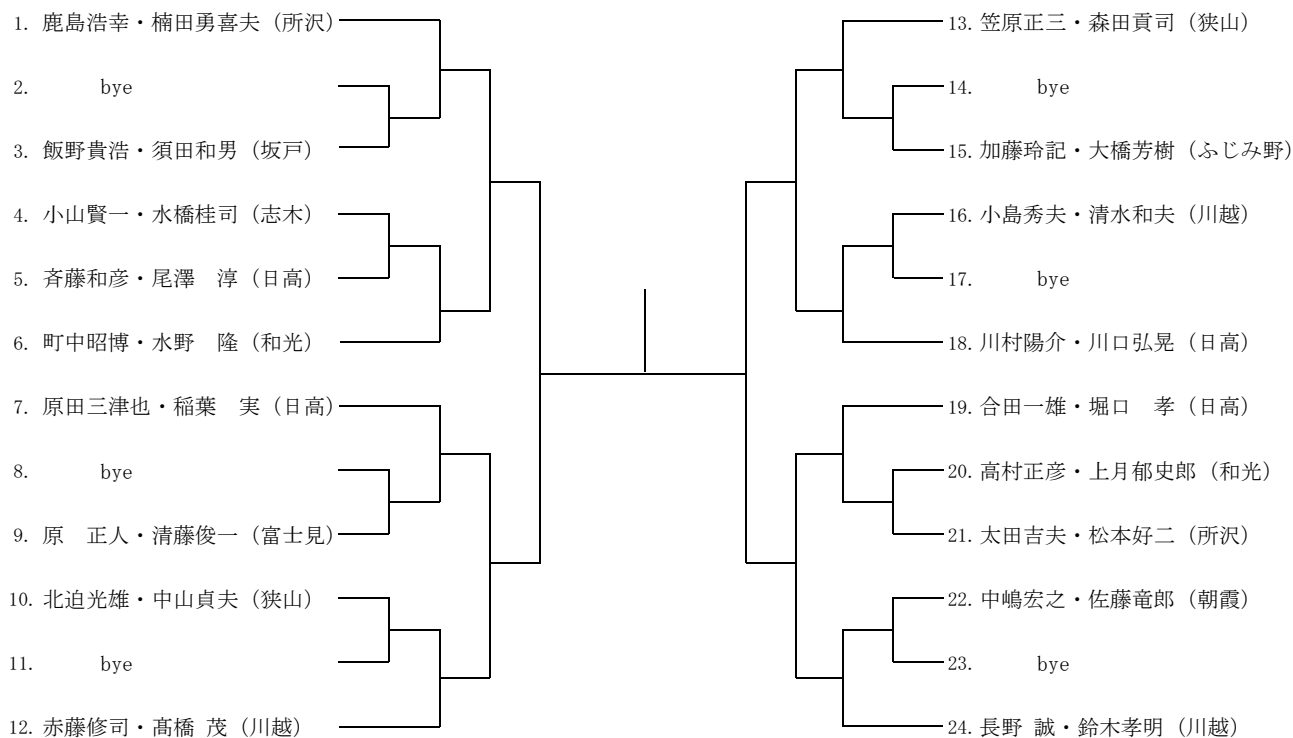 1. 鹿島浩幸・楠田勇喜夫（所沢）
2. bye
3. 飯野貴浩・須田和男（坂戸）
4. 小山賢一・水橋桂司（志木）
5. 斉藤和彦・尾澤　淳（日高）
6. 町中昭博・水野　隆（和光）
7. 原田三津也・稲葉　実（日高）
8. bye
9. 原　正人・清藤俊一（富士見）
10. 北迫光雄・中山貞夫（狭山）
11. bye
12. 赤藤修司・髙橋 茂（川越）
13. 笠原正三・森田貢司（狭山）
14. bye
15. 加藤玲記・大橋芳樹（ふじみ野）
16. 小島秀夫・清水和夫（川越）
17. bye
18. 川村陽介・川口弘晃（日高）
19. 合田一雄・堀口　孝（日高）
20. 高村正彦・上月郁史郎（和光）
21. 太田吉夫・松本好二（所沢）
22. 中嶋宏之・佐藤竜郎（朝霞）
23. bye
24. 長野 誠・鈴木孝明（川越）